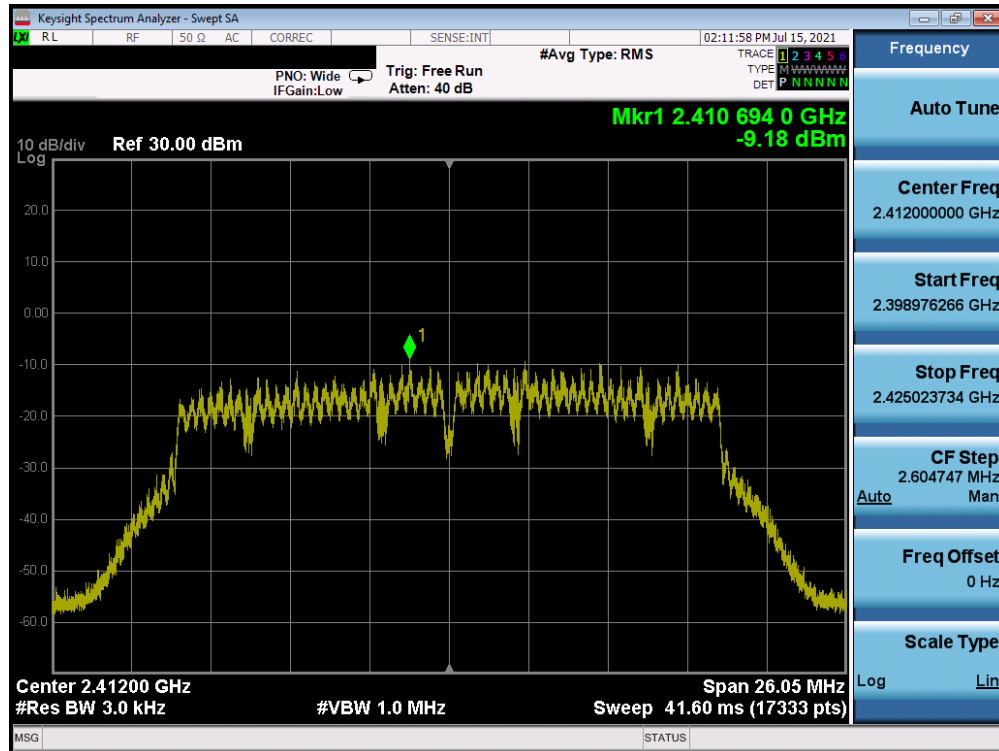 Keysight Spectrum Analyzer - Swept SA
LXI RL RF 50 Ω AC CORREC SENSE:INT 02:11:58 PM Jul 15, 2021
#Avg Type: RMS
TRACE 1 2 3 4 5 6
TYPE M WWWWW
DET P N N N N N
PNO: Wide
IFGain:Low
Trig: Free Run
Atten: 40 dB
Mkr1 2.410 694 0 GHz
-9.18 dBm
10 dB/div Ref 30.00 dBm
Log
20.0
10.0
0.00
-10.0
-20.0
-30.0
-40.0
-50.0
-60.0
1
Center 2.41200 GHz Span 26.05 MHz
#Res BW 3.0 kHz #VBW 1.0 MHz Sweep 41.60 ms (17333 pts)
MSG STATUS
Frequency
Auto Tune
Center Freq
2.412000000 GHz
Start Freq
2.398976266 GHz
Stop Freq
2.425023734 GHz
CF Step
2.604747 MHz
Auto Man
Freq Offset
0 Hz
Scale Type
Log Lin